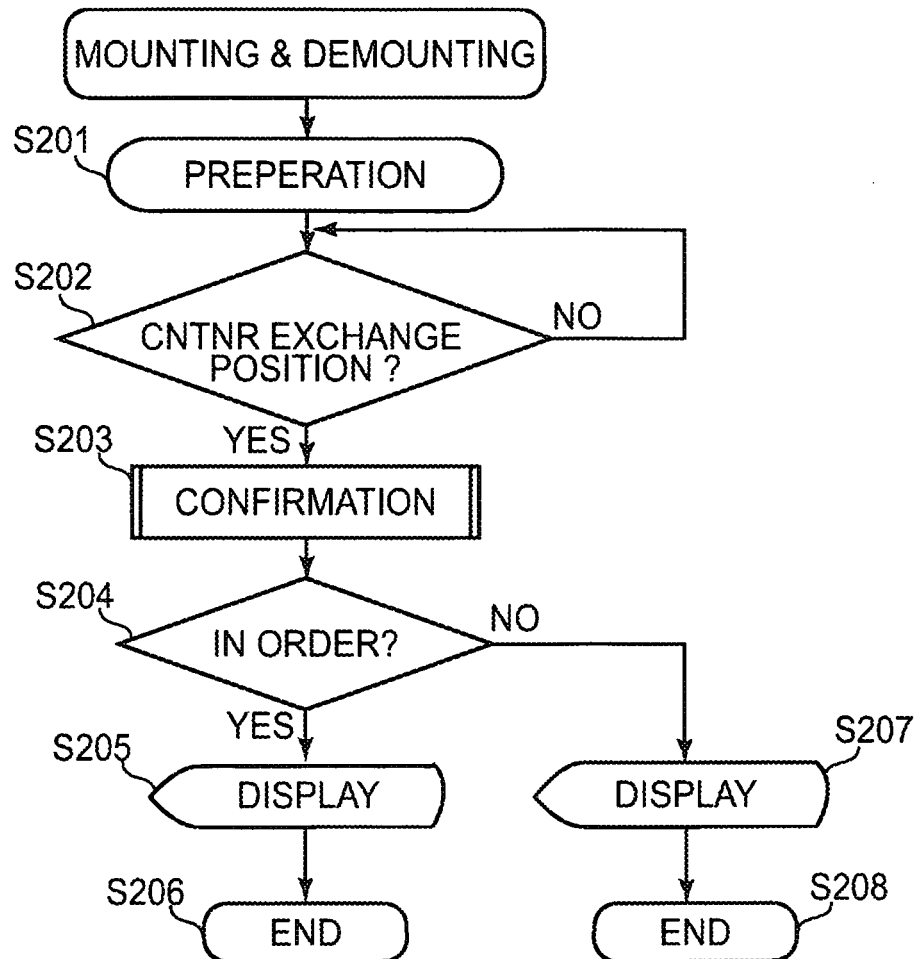 MOUNTING & DEMOUNTING
S201
PREPERATION
S202
CNTNR EXCHANGE
POSITION ?
NO
YES
S203
CONFIRMATION
S204
IN ORDER?
NO
YES
S205
DISPLAY
S207
DISPLAY
S206
END
S208
END